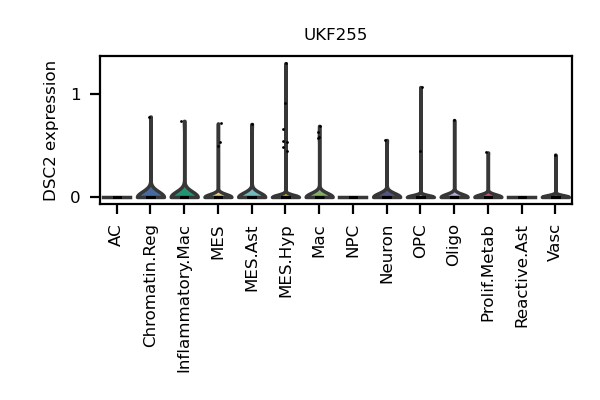 UKF255
DSC2 expression
1
0
AC
Chromatin.Reg
Inflammatory.Mac
MES
MES.Ast
MES.Hyp
Mac
NPC
Neuron
OPC
Oligo
Prolif.Metab
Reactive.Ast
Vasc